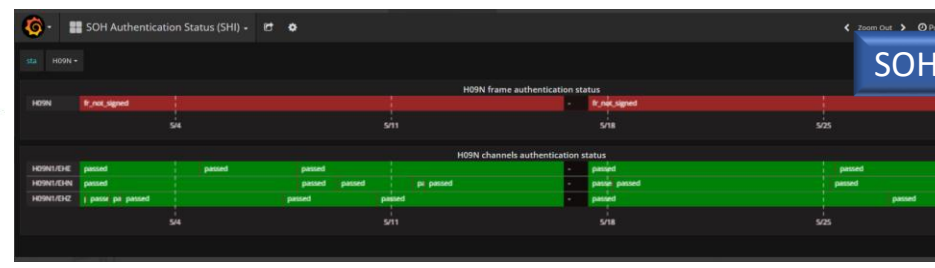 SOH Authentication Status (SHI)
Zoom Out
SOH
sta H09N
H09N frame authentication status
H09N fr_not_signed - fr_not_signed
5/4 5/11 5/18 5/25
H09N channels authentication status
H09N1/EHE passed passed passed - passed passed
H09N1/EHN passed passed passed passed - passe passed passed
H09N1/EHZ passe pa passed passed passed - passed passed
5/4 5/11 5/18 5/25